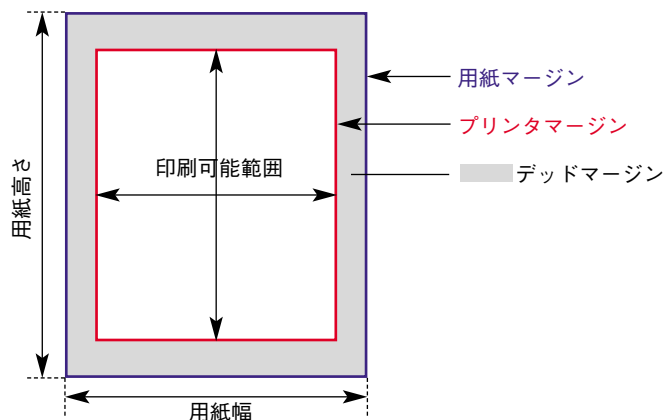 用紙マージン
プリンタマージン
デッドマージン
印刷可能範囲
用紙高さ
用紙幅